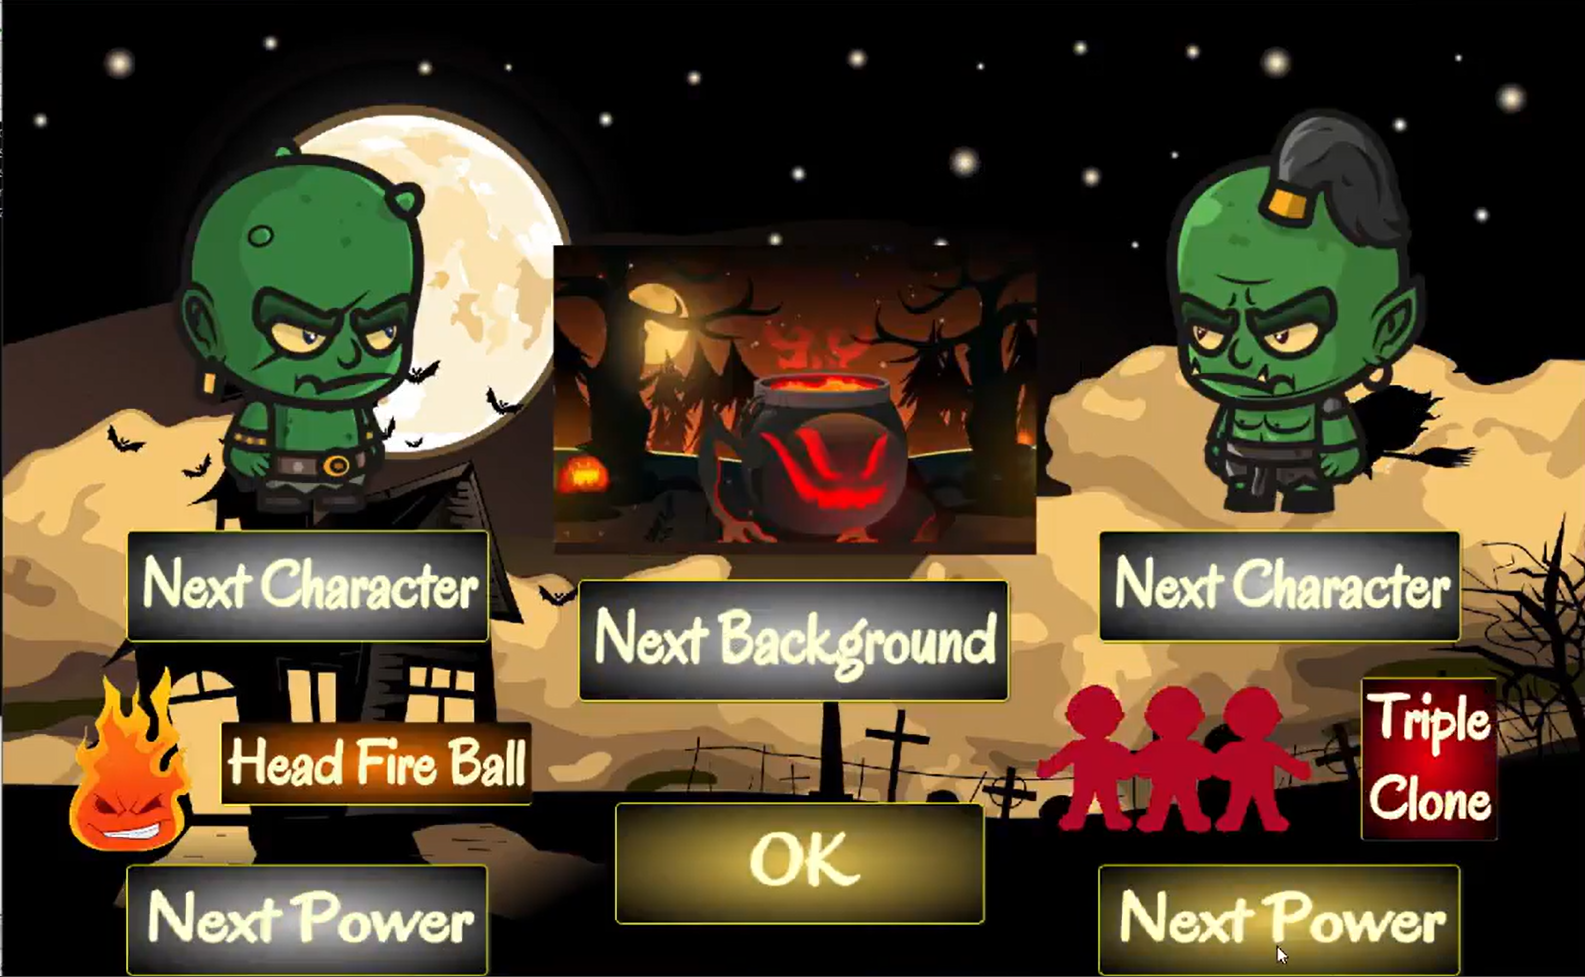 Next Character
Next Background
Next Character
Head Fire Ball
Triple
Clone
OK
Next Power
Next Power